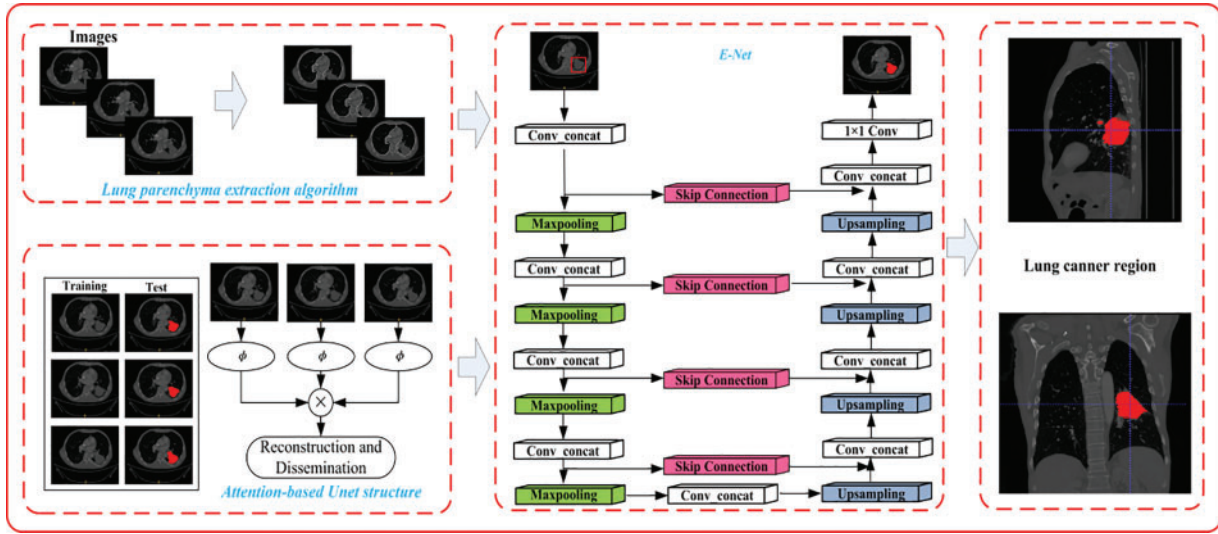 Images
Lung parenchyma extraction algorithm
Training
Test
ϕ
ϕ
ϕ
×
Reconstruction and
Dissemination
Attention-based Unet structure
E-Net
Conv_concat
Maxpooling
Conv_concat
Maxpooling
Conv_concat
Maxpooling
Conv_concat
Maxpooling
Conv_concat
Skip Connection
Skip Connection
Skip Connection
Skip Connection
1×1 Conv
Conv_concat
Upsampling
Conv_concat
Upsampling
Conv_concat
Upsampling
Conv_concat
Upsampling
Lung canner region